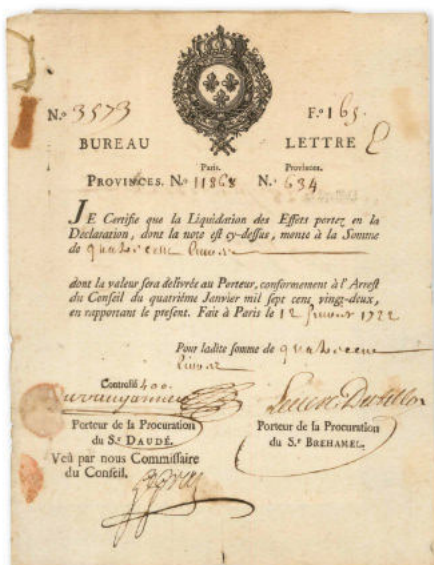 N.º 3573 F.º 165.
BUREAU LETTRE E
Paris. Provinces.
PROVINCES. N.º 11868 N.º 634
JE Certifie que la Liquidation des Effets portez en la
Déclaration, dont la note est cy-dessus, monte à la Somme
de quatre cent livres
dont la valeur sera délivrée au Porteur, conformement à l'Arrest
du Conseil du quatriéme Janvier mil sept cent vingt-deux,
en rapportant le present. Fait à Paris le 12 Janvier 1722
Pour ladite somme de quatre cent
livres
Controllé 400.
Porteur de la Procuration
du S.r DAUDÉ.
Porteur de la Procuration
du S.r BREHAMEL.
Veû par nous Commissaire
du Conseil.